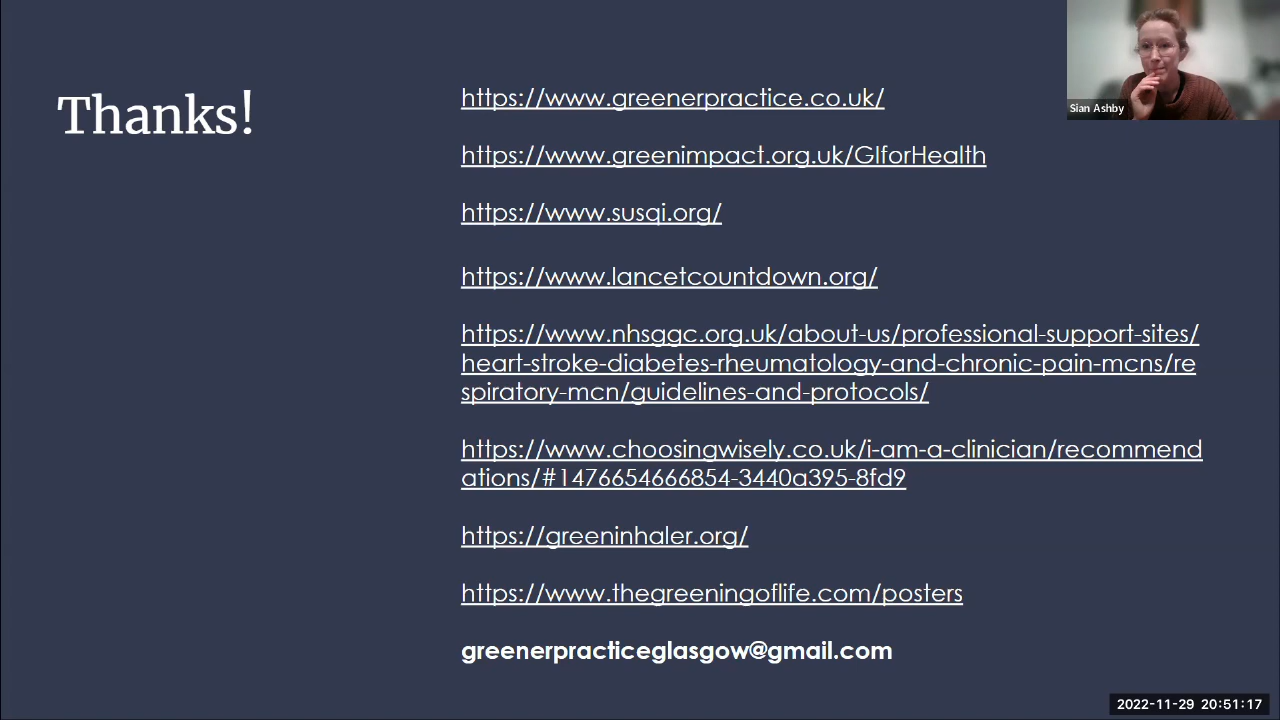 Thanks!
https://www.greenerpractice.co.uk/
https://www.greenimpact.org.uk/GIforHealth
https://www.susqi.org/
https://www.lancetcountdown.org/
https://www.nhsggc.org.uk/about-us/professional-support-sites/
heart-stroke-diabetes-rheumatology-and-chronic-pain-mcns/re
spiratory-mcn/guidelines-and-protocols/
https://www.choosingwisely.co.uk/i-am-a-clinician/recommend
ations/#1476654666854-3440a395-8fd9
https://greeninhaler.org/
https://www.thegreeningoflife.com/posters
greenerpracticeglasgow@gmail.com
Sian Ashby
2022-11-29 20:51:17